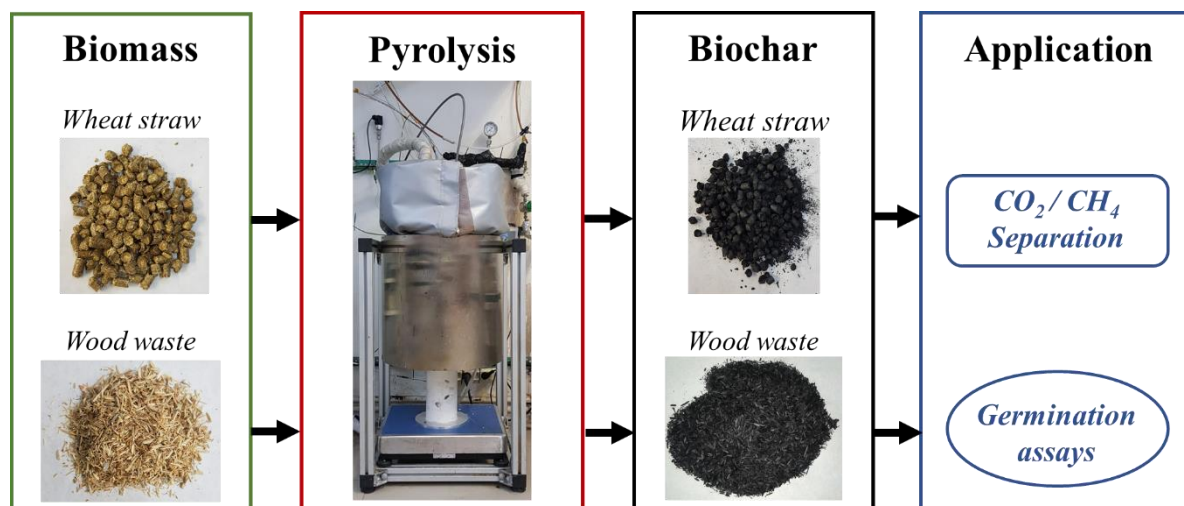 Biomass
Pyrolysis
Biochar
Application
Wheat straw
Wheat straw
CO₂ / CH₄
Separation
Wood waste
Wood waste
Germination
assays